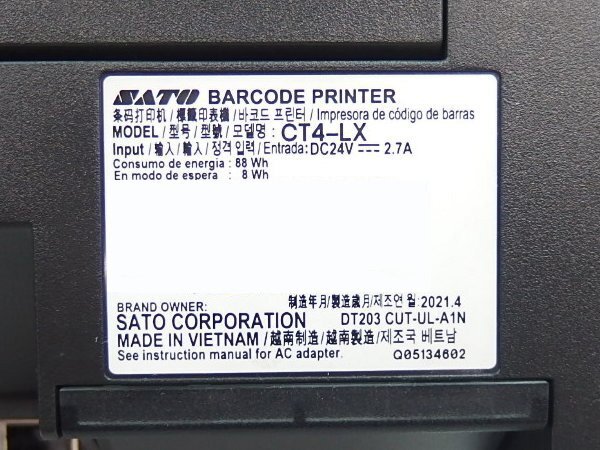 SATO BARCODE PRINTER
条码打印机/標籤印表機/바코드 프린터/Impresora de código de barras
MODEL/型号/型號/모델명: CT4-LX
Input/输入/輸入/정격 입력/Entrada:DC24V ⎓ 2.7A
Consumo de energia : 88 Wh
En modo de espera : 8 Wh
制造年月/製造歲月/제조연 월:2021.4
BRAND OWNER:
SATO CORPORATION DT203 CUT-UL-A1N
MADE IN VIETNAM/越南制造/越南製造/제조국 베트남
See instruction manual for AC adapter. Q05134602